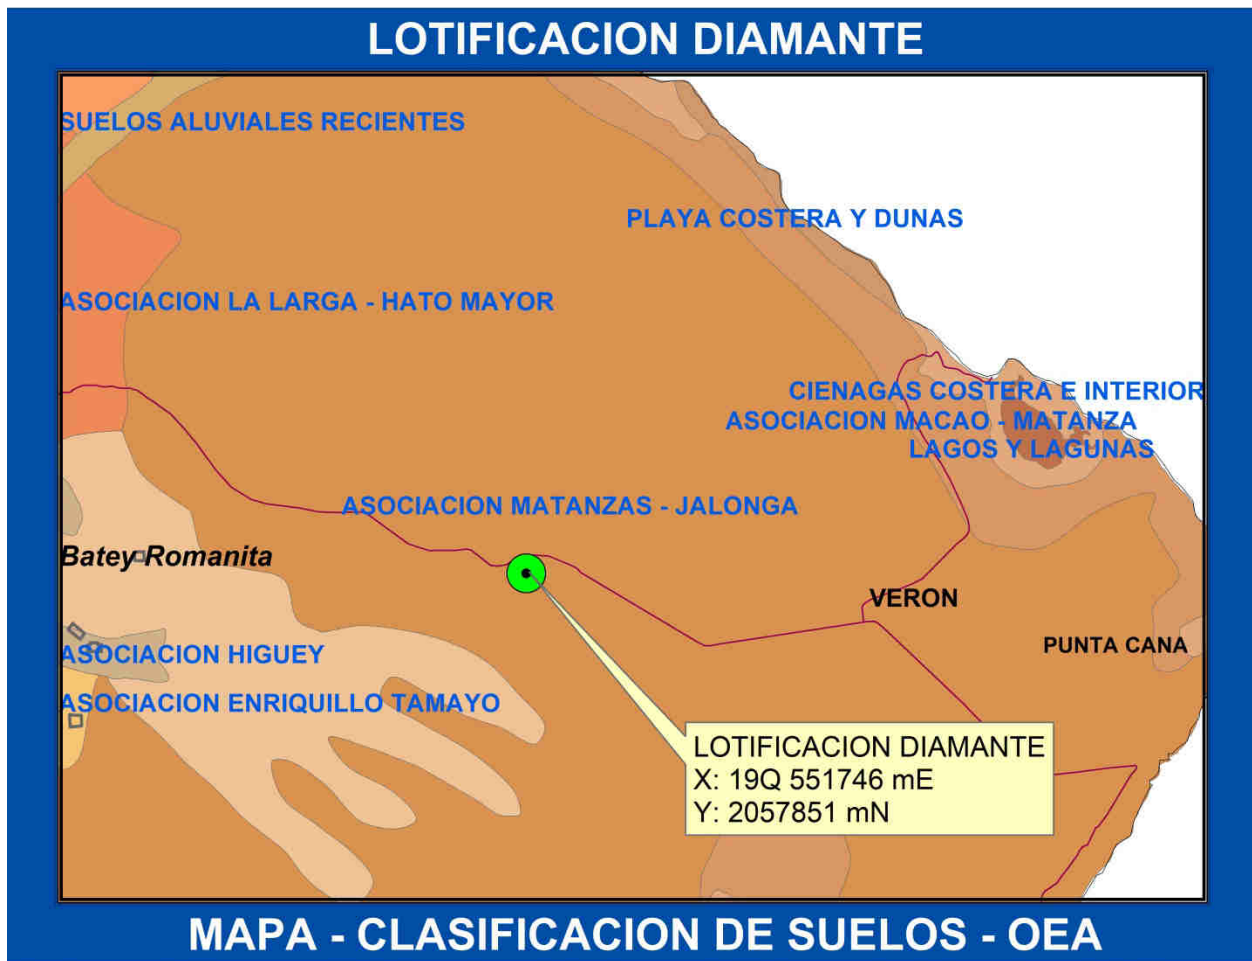 LOTIFICACION DIAMANTE
SUELOS ALUVIALES RECIENTES
PLAYA COSTERA Y DUNAS
ASOCIACION LA LARGA - HATO MAYOR
CIENAGAS COSTERA E INTERIOR
ASOCIACION MACAO - MATANZA
LAGOS Y LAGUNAS
ASOCIACION MATANZAS - JALONGA
Batey Romanita
VERON
PUNTA CANA
ASOCIACION HIGUEY
ASOCIACION ENRIQUILLO TAMAYO
LOTIFICACION DIAMANTE
X: 19Q 551746 mE
Y: 2057851 mN
MAPA - CLASIFICACION DE SUELOS - OEA